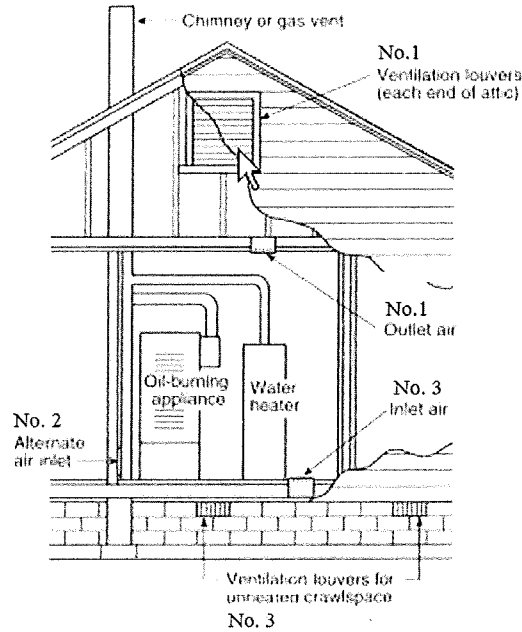 Chimney or gas vent
No.1
Ventilation louvers
(each end of attic)
No.1
Outlet air
Oil-burning
appliance
Water
heater
No. 3
Inlet air
No. 2
Alternate
air inlet
Ventilation louvers for
unheated crawlspace
No. 3